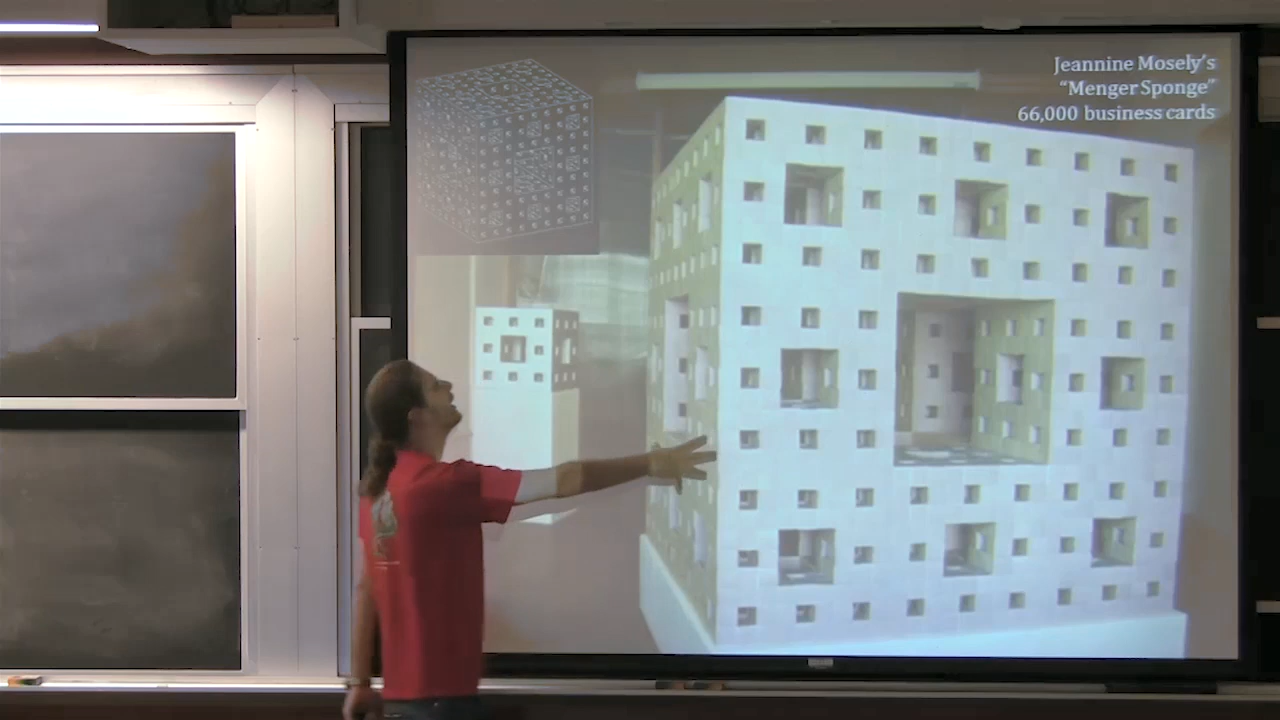 Jeannine Mosely's
“Menger Sponge”
66,000 business cards